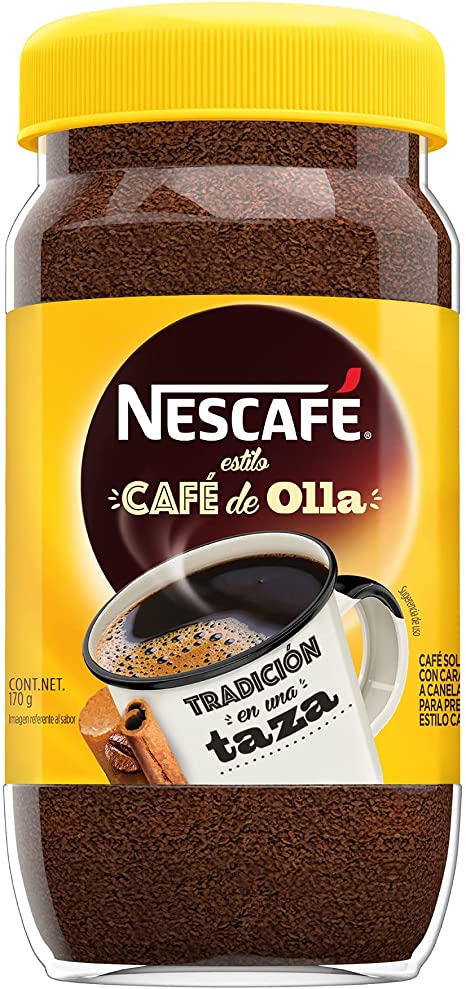 NESCAFÉ®
estilo
CAFÉ de Olla
Sugerencia de uso
TRADICIÓN
en una
taza
CONT.NET.
170 g
Imagen referente al sabor
CAFÉ SOL
CON CARA
A CANELA
PARA PRE
ESTILO CA